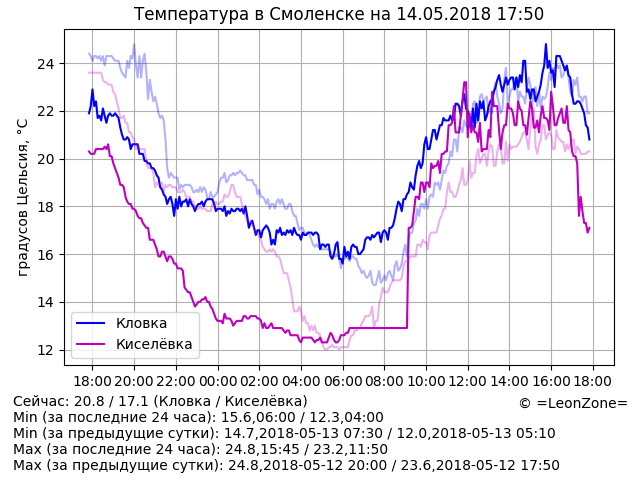 Температура в Смоленске на 14.05.2018 17:50
градусов Цельсия, °C
24
22
20
18
16
14
12
Кловка
Киселёвка
18:00 20:00 22:00 00:00 02:00 04:00 06:00 08:00 10:00 12:00 14:00 16:00 18:00
Сейчас: 20.8 / 17.1 (Кловка / Киселёвка)
© =LeonZone=
Min (за последние 24 часа): 15.6,06:00 / 12.3,04:00
Min (за предыдущие сутки): 14.7,2018-05-13 07:30 / 12.0,2018-05-13 05:10
Max (за последние 24 часа): 24.8,15:45 / 23.2,11:50
Max (за предыдущие сутки): 24.8,2018-05-12 20:00 / 23.6,2018-05-12 17:50